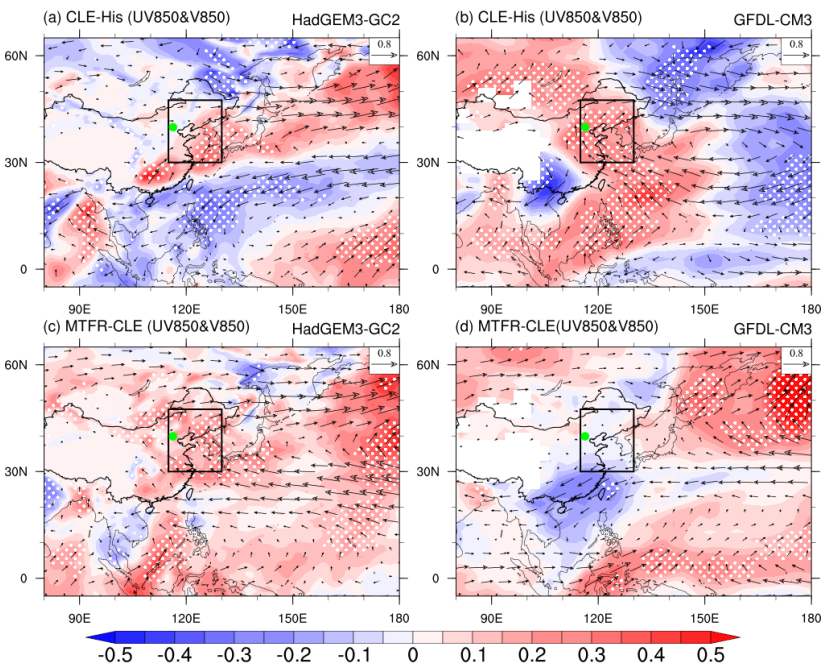 (a) CLE-His (UV850&V850) HadGEM3-GC2
(b) CLE-His (UV850&V850) GFDL-CM3
0.8
0.8
60N
60N
30N
30N
0
0
90E 120E 150E 180
90E 120E 150E 180
(c) MTFR-CLE (UV850&V850) HadGEM3-GC2
(d) MTFR-CLE(UV850&V850) GFDL-CM3
0.8
0.8
60N
60N
30N
30N
0
0
90E 120E 150E 180
90E 120E 150E 180
-0.5 -0.4 -0.3 -0.2 -0.1 0 0.1 0.2 0.3 0.4 0.5